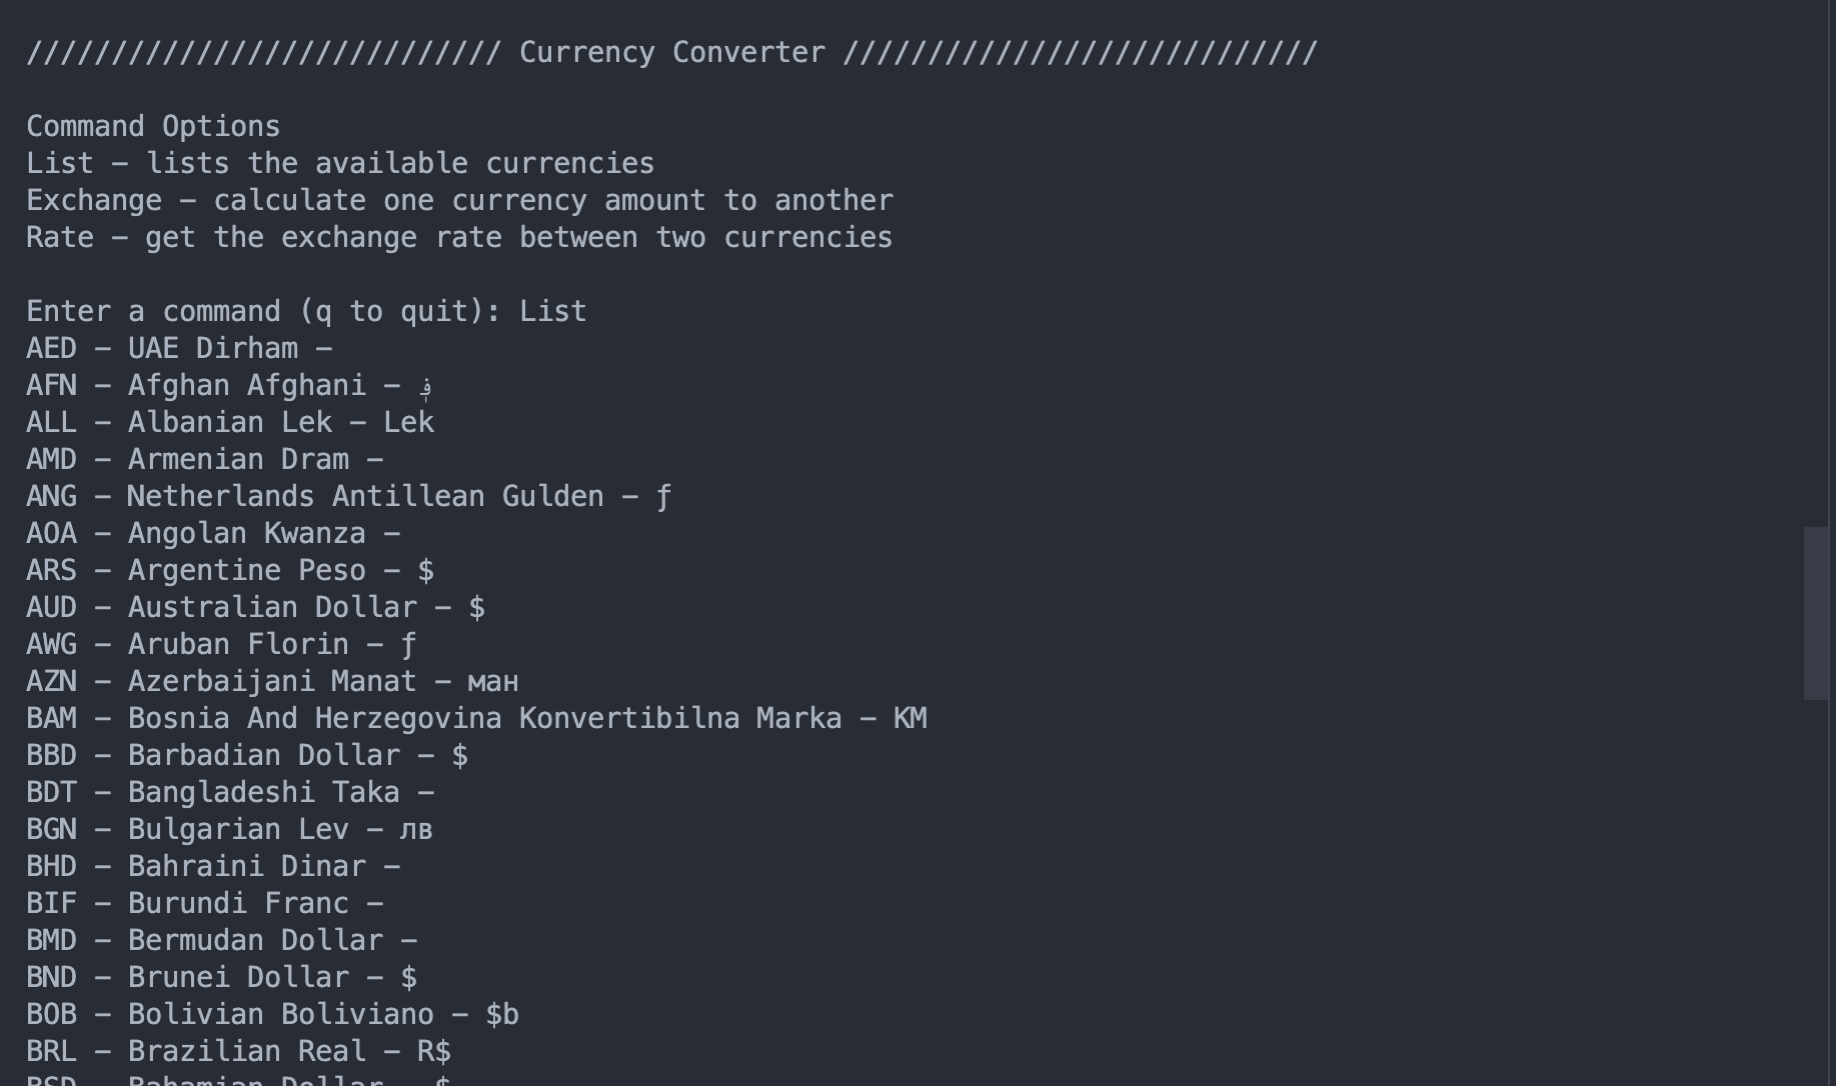 //////////////////////////// Currency Converter ////////////////////////////
Command Options
List - lists the available currencies
Exchange - calculate one currency amount to another
Rate - get the exchange rate between two currencies
Enter a command (q to quit): List
AED - UAE Dirham -
AFN - Afghan Afghani - ؋
ALL - Albanian Lek - Lek
AMD - Armenian Dram -
ANG - Netherlands Antillean Gulden - ƒ
AOA - Angolan Kwanza -
ARS - Argentine Peso - $
AUD - Australian Dollar - $
AWG - Aruban Florin - ƒ
AZN - Azerbaijani Manat - ман
BAM - Bosnia And Herzegovina Konvertibilna Marka - KM
BBD - Barbadian Dollar - $
BDT - Bangladeshi Taka -
BGN - Bulgarian Lev - лв
BHD - Bahraini Dinar -
BIF - Burundi Franc -
BMD - Bermudan Dollar -
BND - Brunei Dollar - $
BOB - Bolivian Boliviano - $b
BRL - Brazilian Real - R$
BSD - Bahamian Dollar - $